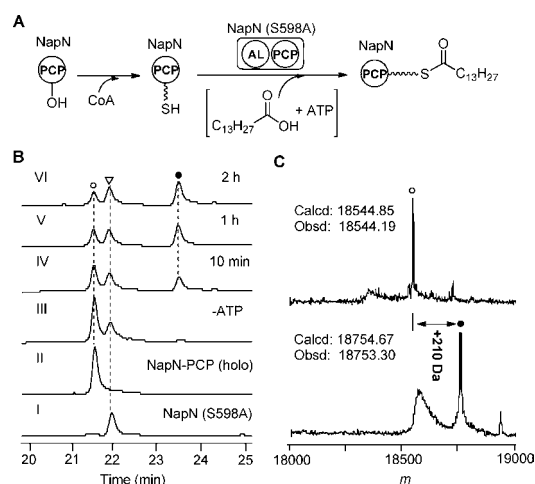 A
NapN (S598A)
NapN
NapN
NapN
AL PCP
PCP
OH
CoA
PCP
SH
C13H27 O OH + ATP
PCP S O C13H27
B
VI 2 h
V 1 h
IV 10 min
III -ATP
II NapN-PCP (holo)
I NapN (S598A)
20 21 22 23 24 25
Time (min)
C
Calcd: 18544.85
Obsd: 18544.19
Calcd: 18754.67
Obsd: 18753.30
+210 Da
18000 18500 19000
m